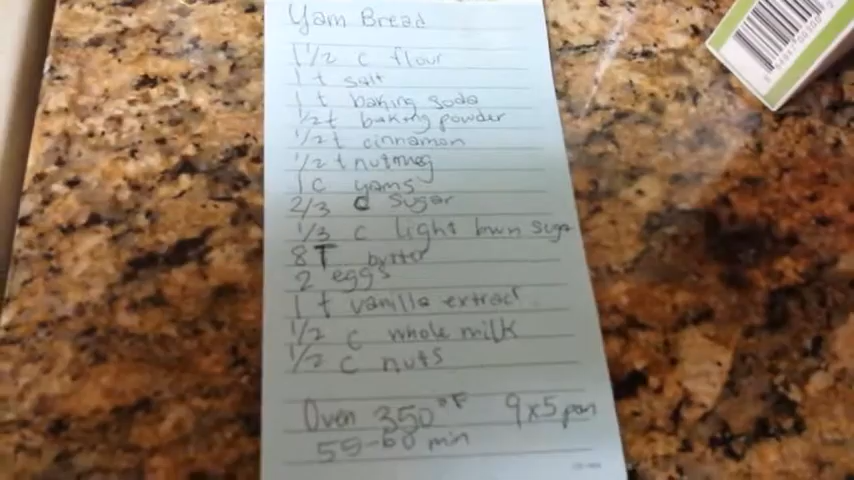 Yam Bread
1 1/2 c flour
1 t salt
1 t baking soda
1/2 t baking powder
1/2 t cinnamon
1/2 t nutmeg
1 c yams
2/3 c sugar
1/3 c light brwn sugar
8 T butter
2 eggs
1 t vanilla extract
1/2 c whole milk
1/2 c nuts
Oven 350°F 9x5 pan
55-60 min